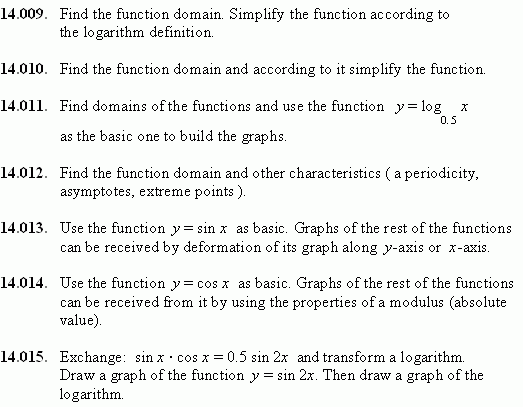 14.009. Find the function domain. Simplify the function according to
the logarithm definition.
14.010. Find the function domain and according to it simplify the function.
14.011. Find domains of the functions and use the function y = log0.5 x
as the basic one to build the graphs.
14.012. Find the function domain and other characteristics ( a periodicity,
asymptotes, extreme points ).
14.013. Use the function y = sin x as basic. Graphs of the rest of the functions
can be received by deformation of its graph along y-axis or x-axis.
14.014. Use the function y = cos x as basic. Graphs of the rest of the functions
can be received from it by using the properties of a modulus (absolute
value).
14.015. Exchange: sin x · cos x = 0.5 sin 2x and transform a logarithm.
Draw a graph of the function y = sin 2x. Then draw a graph of the
logarithm.